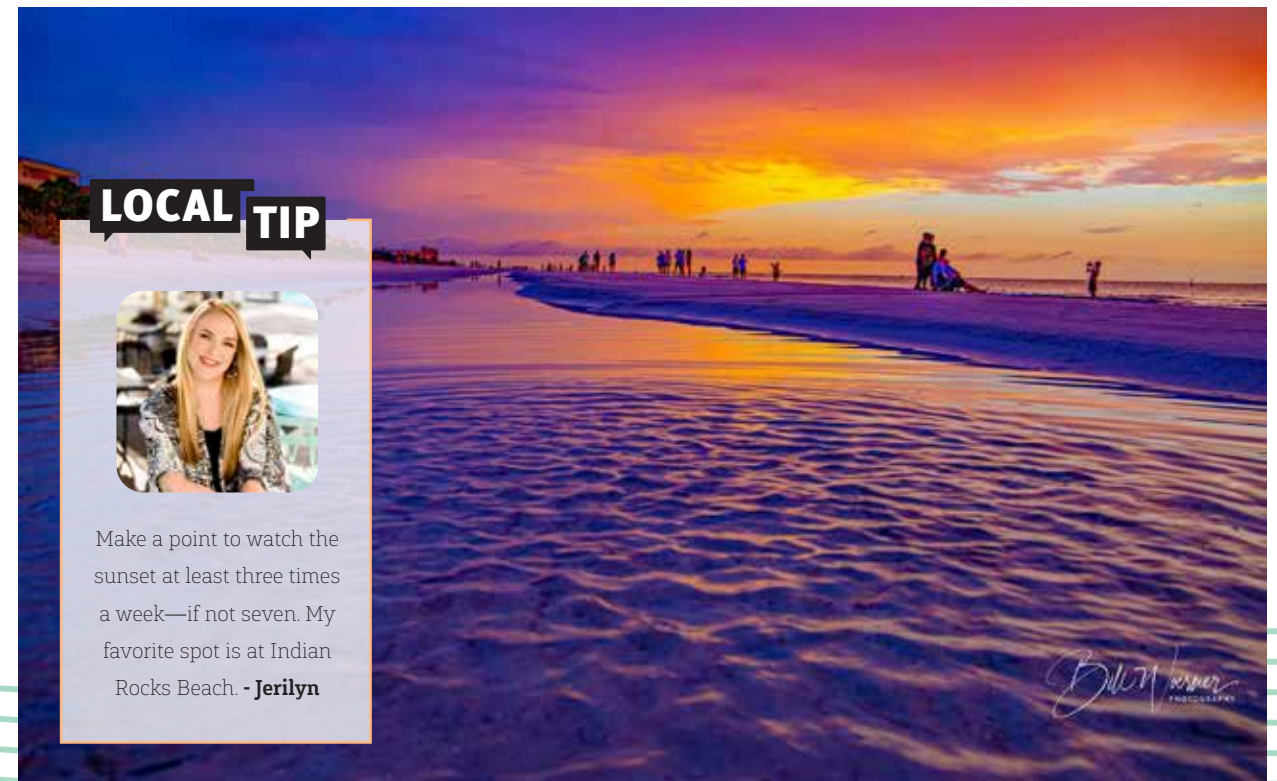 LOCAL TIP
Make a point to watch the
sunset at least three times
a week—if not seven. My
favorite spot is at Indian
Rocks Beach. - Jerilyn
PHOTOGRAPHY